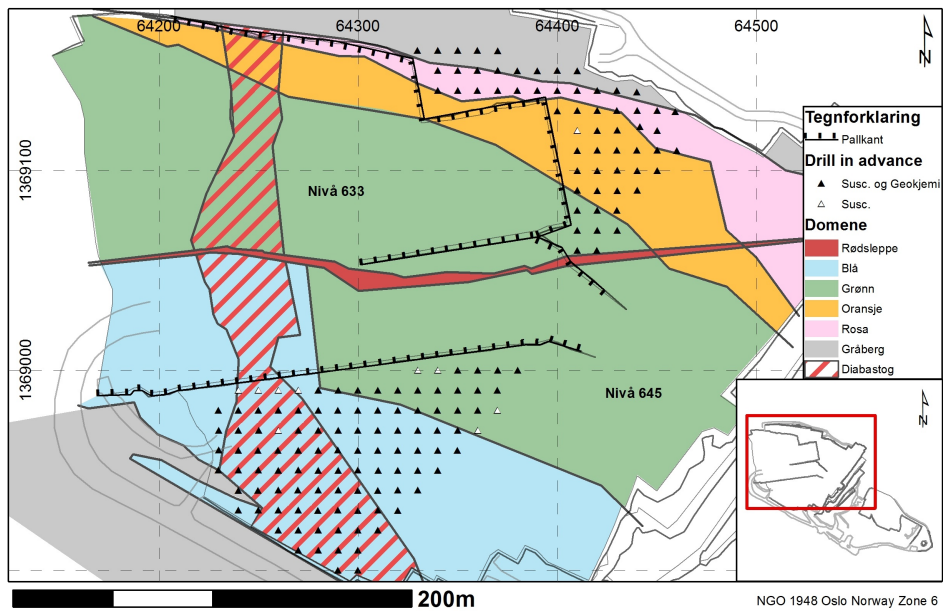 64200 64300 64400 64500
N
1369100
1369000
Nivå 633
Nivå 645
Tegnforklaring
Pallkant
Drill in advance
Susc. og Geokjemi
Susc.
Domene
Rødsleppe
Blå
Grønn
Oransje
Rosa
Gråberg
Diabastog
N
200m
NGO 1948 Oslo Norway Zone 6